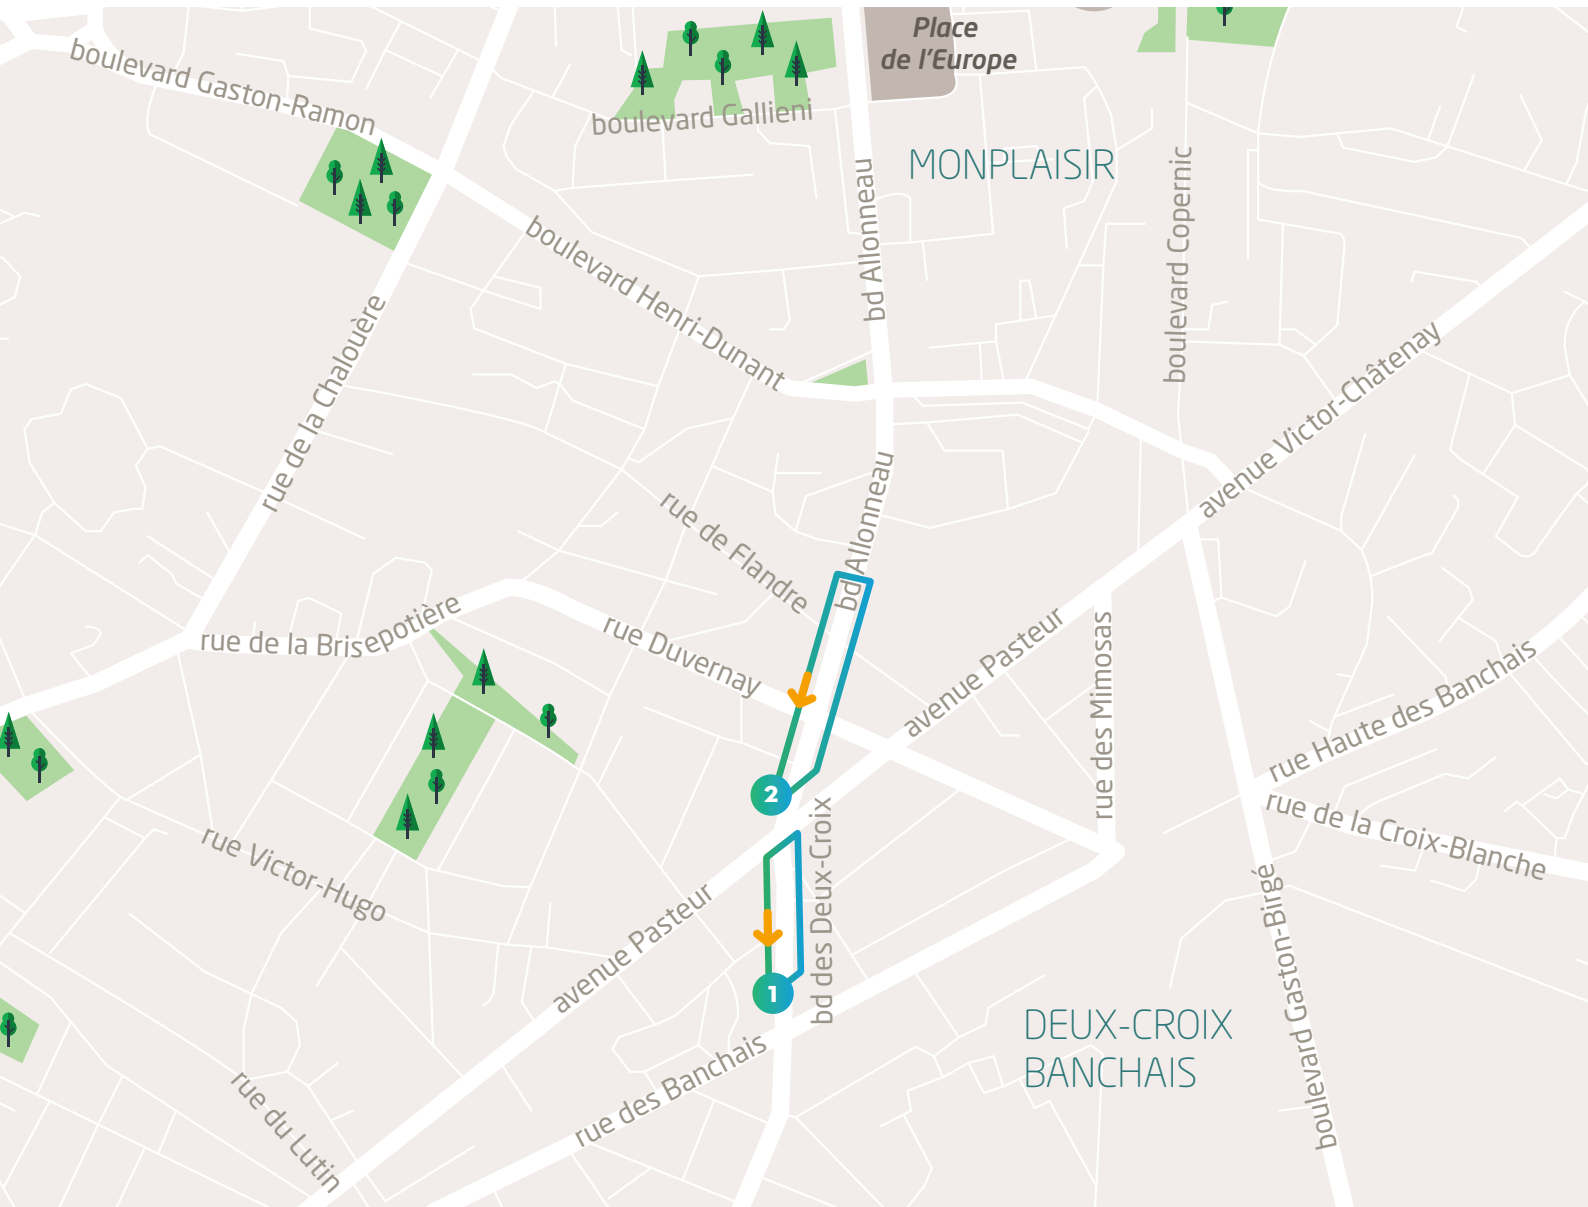 Place
de l'Europe
boulevard Gaston-Ramon
boulevard Gallieni
MONPLAISIR
bd Allonneau
boulevard Copernic
boulevard Henri-Dunant
rue de la Chalouère
avenue Victor-Châtenay
bd Allonneau
rue de Flandre
rue de la Brisepotière
rue Duvernay
avenue Pasteur
rue des Mimosas
rue Haute des Banchais
2
rue de la Croix-Blanche
rue Victor-Hugo
bd des Deux-Croix
avenue Pasteur
boulevard Gaston-Birgé
1
DEUX-CROIX
BANCHAIS
rue des Banchais
rue du Lutin